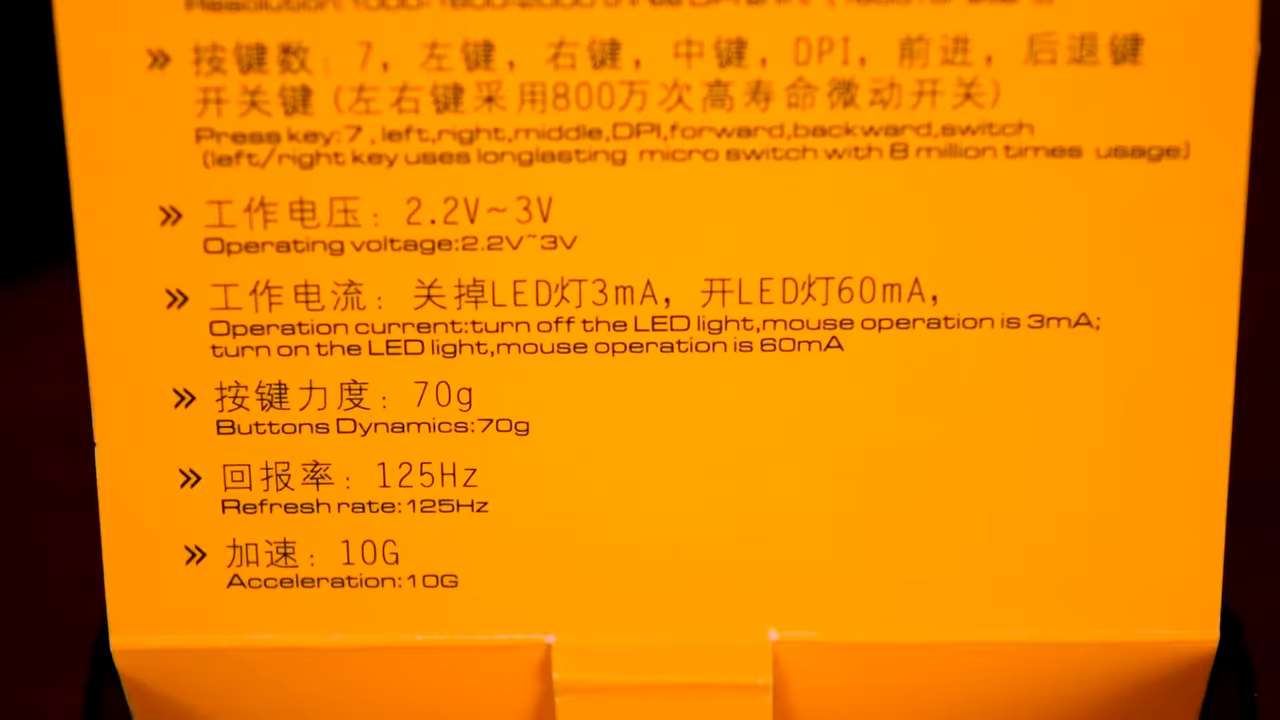 » 按键数: 7, 左键, 右键, 中键, DPI, 前进, 后退键
开关键 (左右键采用800万次高寿命微动开关)
Press key:7 ,left,right,middle,DPI,forward,backward,switch
(left/right key uses longlasting micro switch with 8 million times usage)
» 工作电压: 2.2V~3V
Operating voltage:2.2V~3V
» 工作电流: 关掉LED灯3mA, 开LED灯60mA,
Operation current:turn off the LED light,mouse operation is 3mA;
turn on the LED light,mouse operation is 60mA
» 按键力度: 70g
Buttons Dynamics:70g
» 回报率: 125Hz
Refresh rate:125Hz
» 加速: 10G
Acceleration:10G